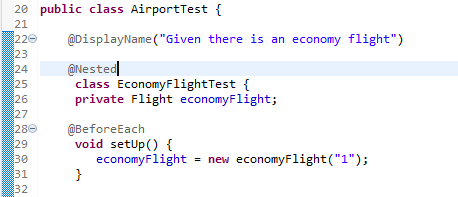 20 public class AirportTest {
21
22 @DisplayName("Given there is an economy flight")
23
24 @Nested
25 class EconomyFlightTest {
26 private Flight economyFlight;
27
28 @BeforeEach
29 void setUp() {
30 economyFlight = new economyFlight("1");
31 }
32